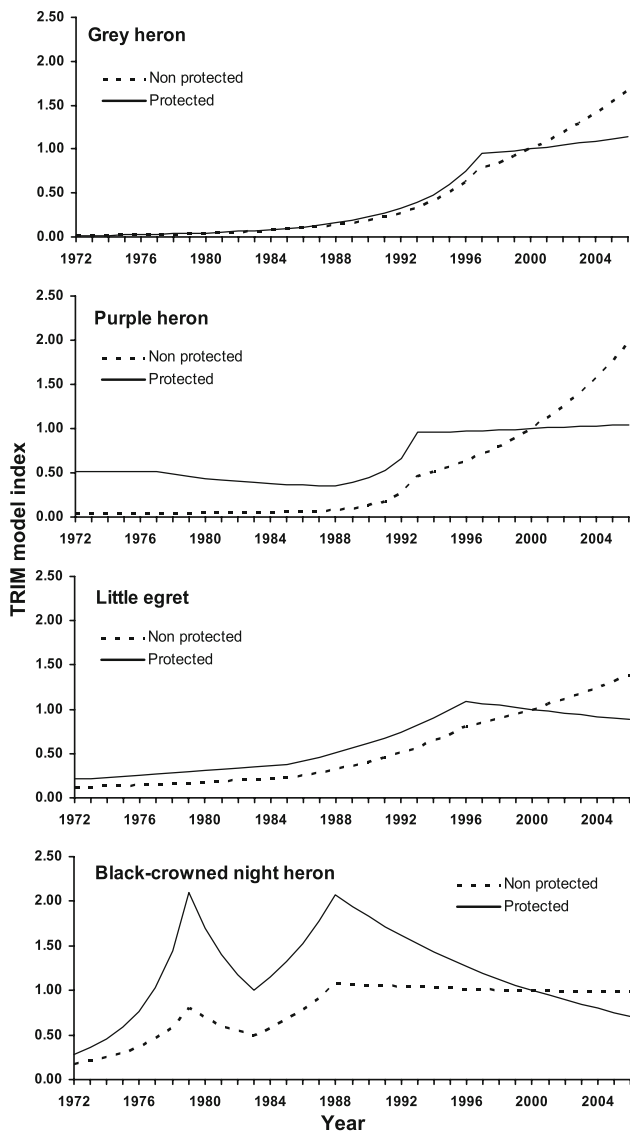 Grey heron
Non protected
Protected
2.50
2.00
1.50
1.00
0.50
0.00
1972 1976 1980 1984 1988 1992 1996 2000 2004
Purple heron
Non protected
Protected
2.50
2.00
1.50
1.00
0.50
0.00
1972 1976 1980 1984 1988 1992 1996 2000 2004
TRIM model index
Little egret
Non protected
Protected
2.50
2.00
1.50
1.00
0.50
0.00
1972 1976 1980 1984 1988 1992 1996 2000 2004
Black-crowned night heron
Non protected
Protected
2.50
2.00
1.50
1.00
0.50
0.00
1972 1976 1980 1984 1988 1992 1996 2000 2004
Year